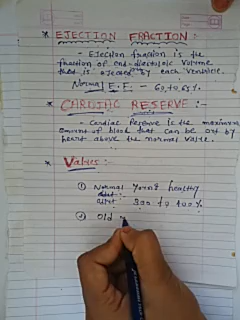 * EJECTION FRACTION :-
- Ejection fraction is the
fraction of end-diastolic volume
that is ejected by each ventricle.
Normal E.F. - 60 to 65%
* CARDIAC RESERVE :-
- Cardiac Reserve is the maximum
amount of blood that can be out by
heart above the normal value.
* Values :-
① Normal Young healthy
300 to 400%
② Old